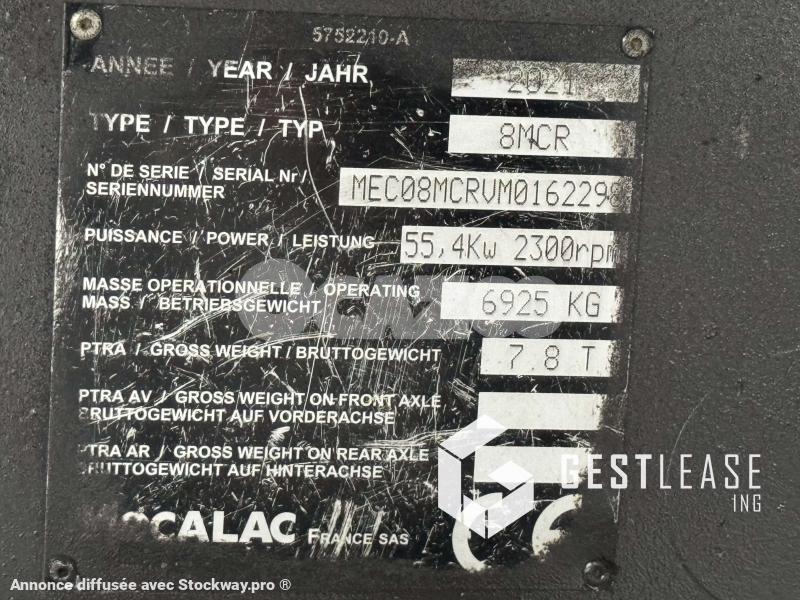 5752210-A
ANNEE / YEAR / JAHR 2021
TYPE / TYPE / TYP 8MCR
N° DE SERIE / SERIAL Nr / SERIENNUMMER MEC08MCRVM0162298
PUISSANCE / POWER / LEISTUNG 55,4Kw 2300rpm
MASSE OPERATIONNELLE / OPERATING
MASS / BETRIEBSGEWICHT 6925 KG
PTRA / GROSS WEIGHT / BRUTTOGEWICHT 7.8 T
PTRA AV / GROSS WEIGHT ON FRONT AXLE
BRUTTOGEWICHT AUF VORDERACHSE
PTRA AR / GROSS WEIGHT ON REAR AXLE
BRUTTOGEWICHT AUF HINTERACHSE
MECALAC FRANCE SAS CE
GESTLEASE
ING
Annonce diffusée avec Stockway.pro ®